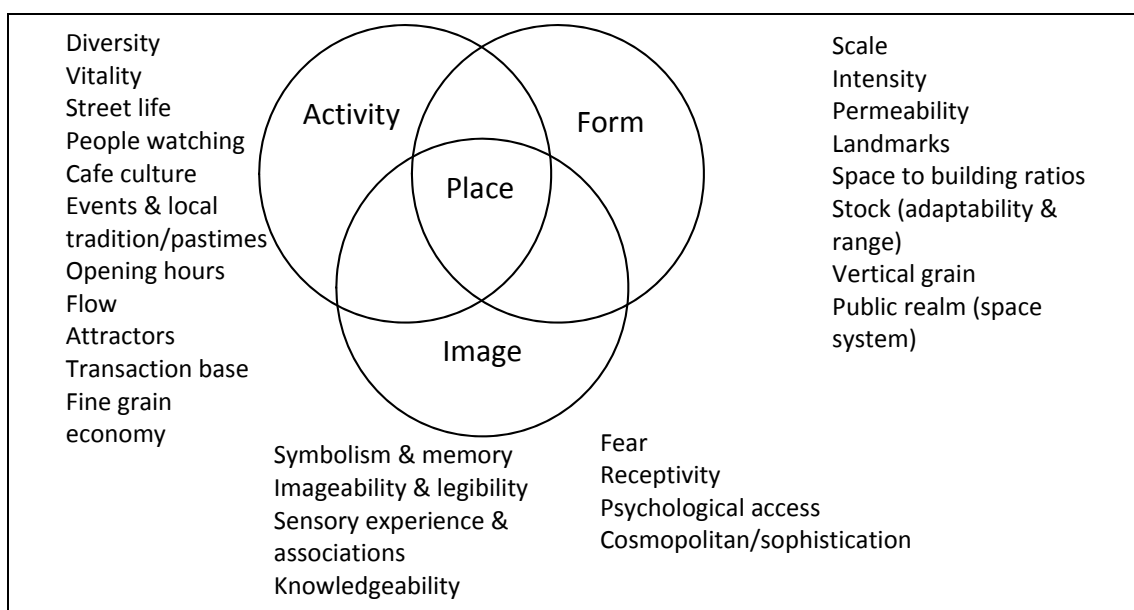 Diversity
Vitality
Street life
People watching
Cafe culture
Events & local
tradition/pastimes
Opening hours
Flow
Attractors
Transaction base
Fine grain
economy
Activity
Form
Place
Image
Scale
Intensity
Permeability
Landmarks
Space to building ratios
Stock (adaptability &
range)
Vertical grain
Public realm (space
system)
Symbolism & memory
Imageability & legibility
Sensory experience &
associations
Knowledgeability
Fear
Receptivity
Psychological access
Cosmopolitan/sophistication